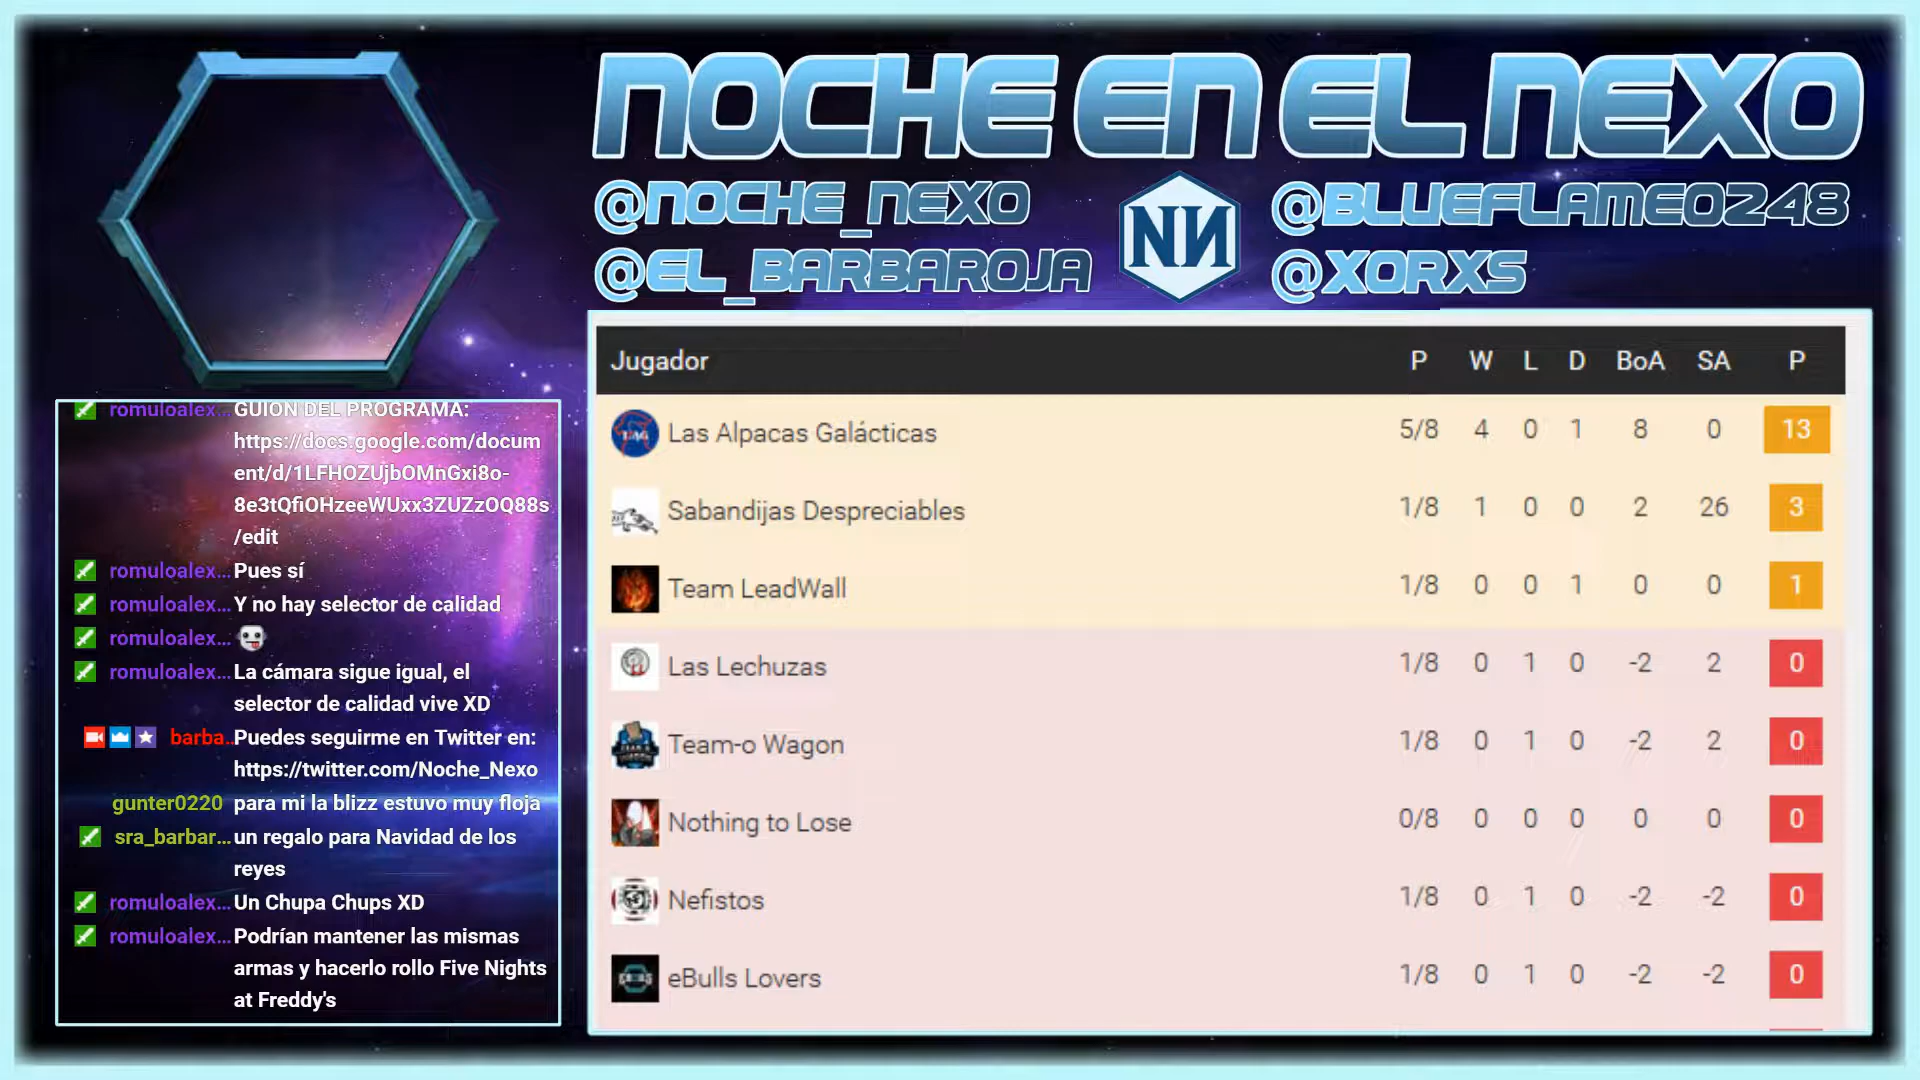 NOCHE EN EL NEXO
@NOCHE_NEXO
@EL_BARBAROJA
NN
@BLUEFLAME0248
@XORXS
romuloalex... GUION DEL PROGRAMA:
https://docs.google.com/docum
ent/d/1LFHOZUjbOMnGxi8o-
8e3tQfiOHzeeWUxx3ZUZzOQ88s
/edit
romuloalex... Pues sí
romuloalex... Y no hay selector de calidad
romuloalex...
romuloalex... La cámara sigue igual, el
selector de calidad vive XD
barba... Puedes seguirme en Twitter en:
https://twitter.com/Noche_Nexo
gunter0220 para mi la blizz estuvo muy floja
sra_barbar... un regalo para Navidad de los
reyes
romuloalex... Un Chupa Chups XD
romuloalex... Podrían mantener las mismas
armas y hacerlo rollo Five Nights
at Freddy's
Jugador P W L D BoA SA P
Las Alpacas Galácticas 5/8 4 0 1 8 0 13
Sabandijas Despreciables 1/8 1 0 0 2 26 3
Team LeadWall 1/8 0 0 1 0 0 1
Las Lechuzas 1/8 0 1 0 -2 2 0
Team-o Wagon 1/8 0 1 0 -2 2 0
Nothing to Lose 0/8 0 0 0 0 0 0
Nefistos 1/8 0 1 0 -2 -2 0
eBulls Lovers 1/8 0 1 0 -2 -2 0